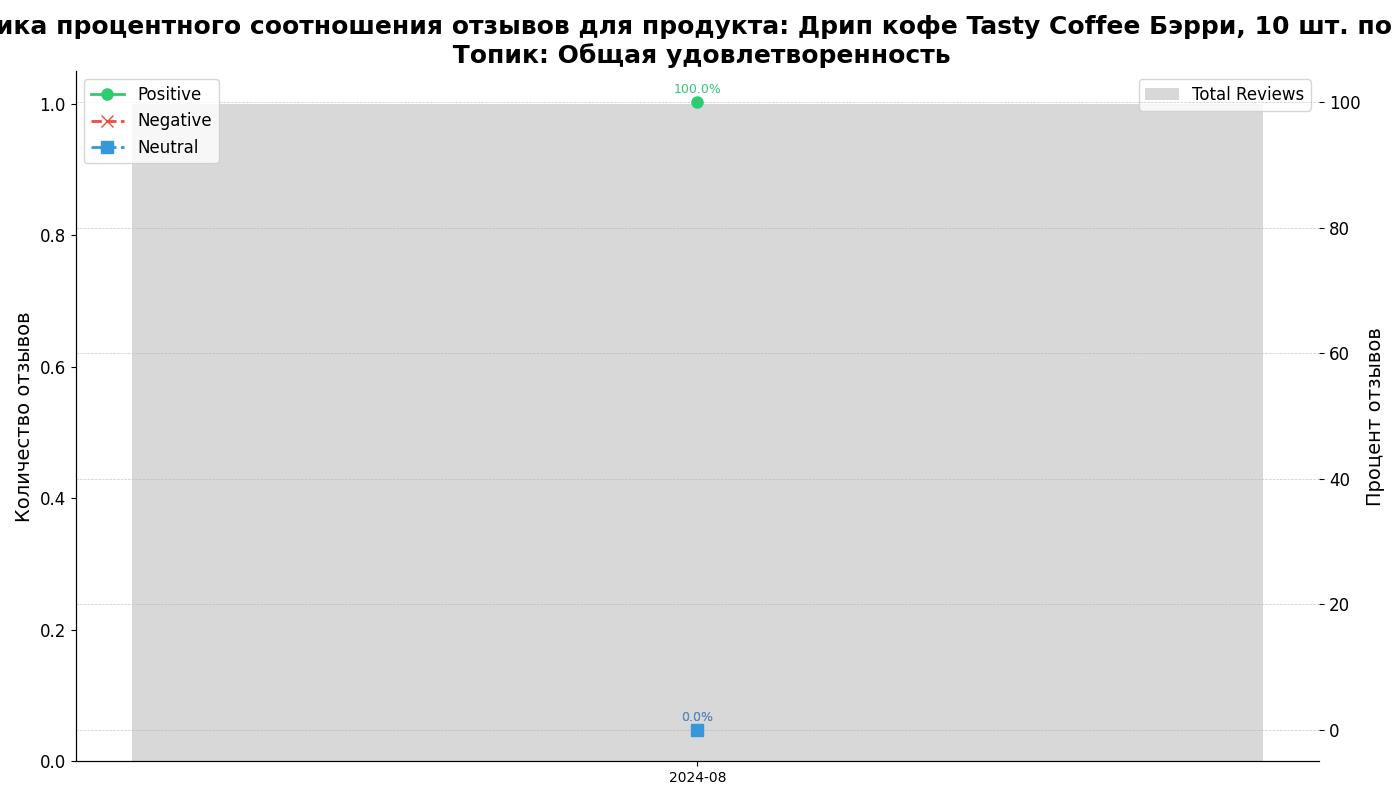 ика процентного соотношения отзывов для продукта: Дрип кофе Tasty Coffee Бэрри, 10 шт. по
Топик: Общая удовлетворенность
Positive
Negative
Neutral
Total Reviews
100.0%
0.0%
Количество отзывов
1.0
0.8
0.6
0.4
0.2
0.0
Процент отзывов
100
80
60
40
20
0
2024-08